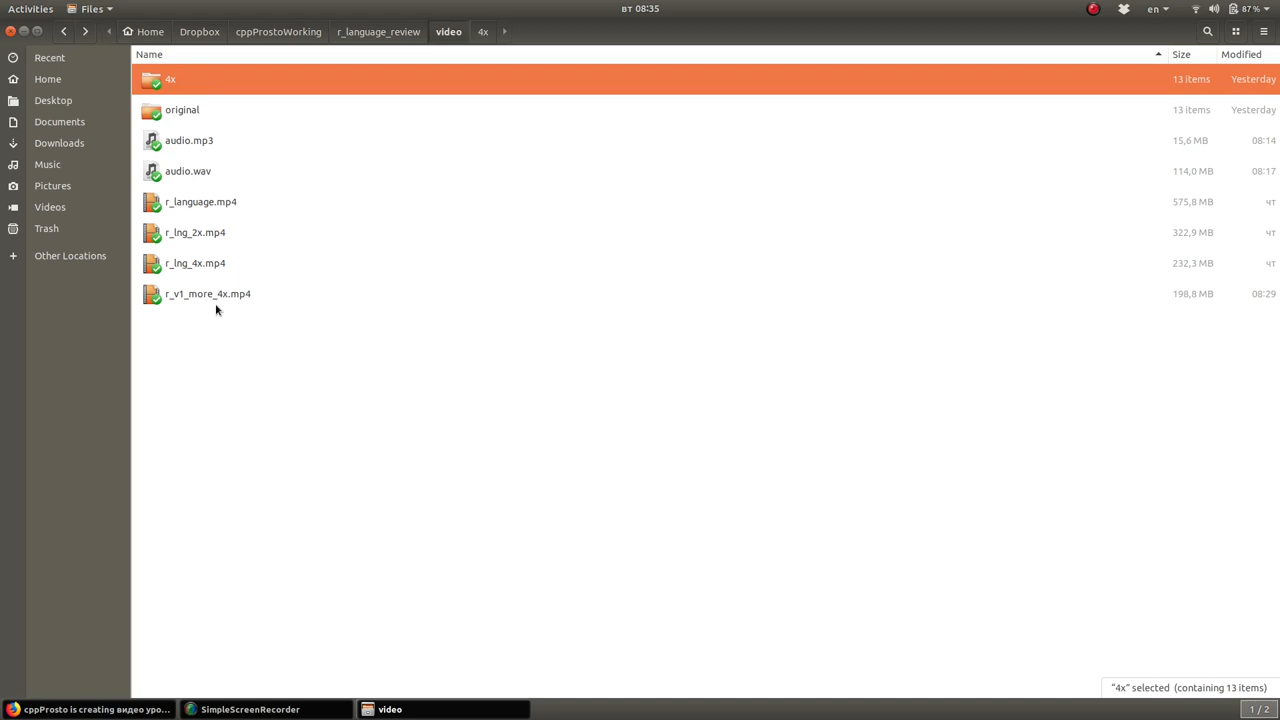 Activities Files вт 08:35 en 87 %
Home Dropbox cppProstoWorking r_language_review video 4x
Name Size Modified
Recent
Home
Desktop
Documents
Downloads
Music
Pictures
Videos
Trash
Other Locations
4x 13 items Yesterday
original 13 items Yesterday
audio.mp3 15,6 MB 08:14
audio.wav 114,0 MB 08:17
r_language.mp4 575,8 MB чт
r_lng_2x.mp4 322,9 MB чт
r_lng_4x.mp4 232,3 MB чт
r_v1_more_4x.mp4 198,8 MB 08:29
“4x” selected (containing 13 items)
cppProsto is creating видео уро... SimpleScreenRecorder video 1 / 2